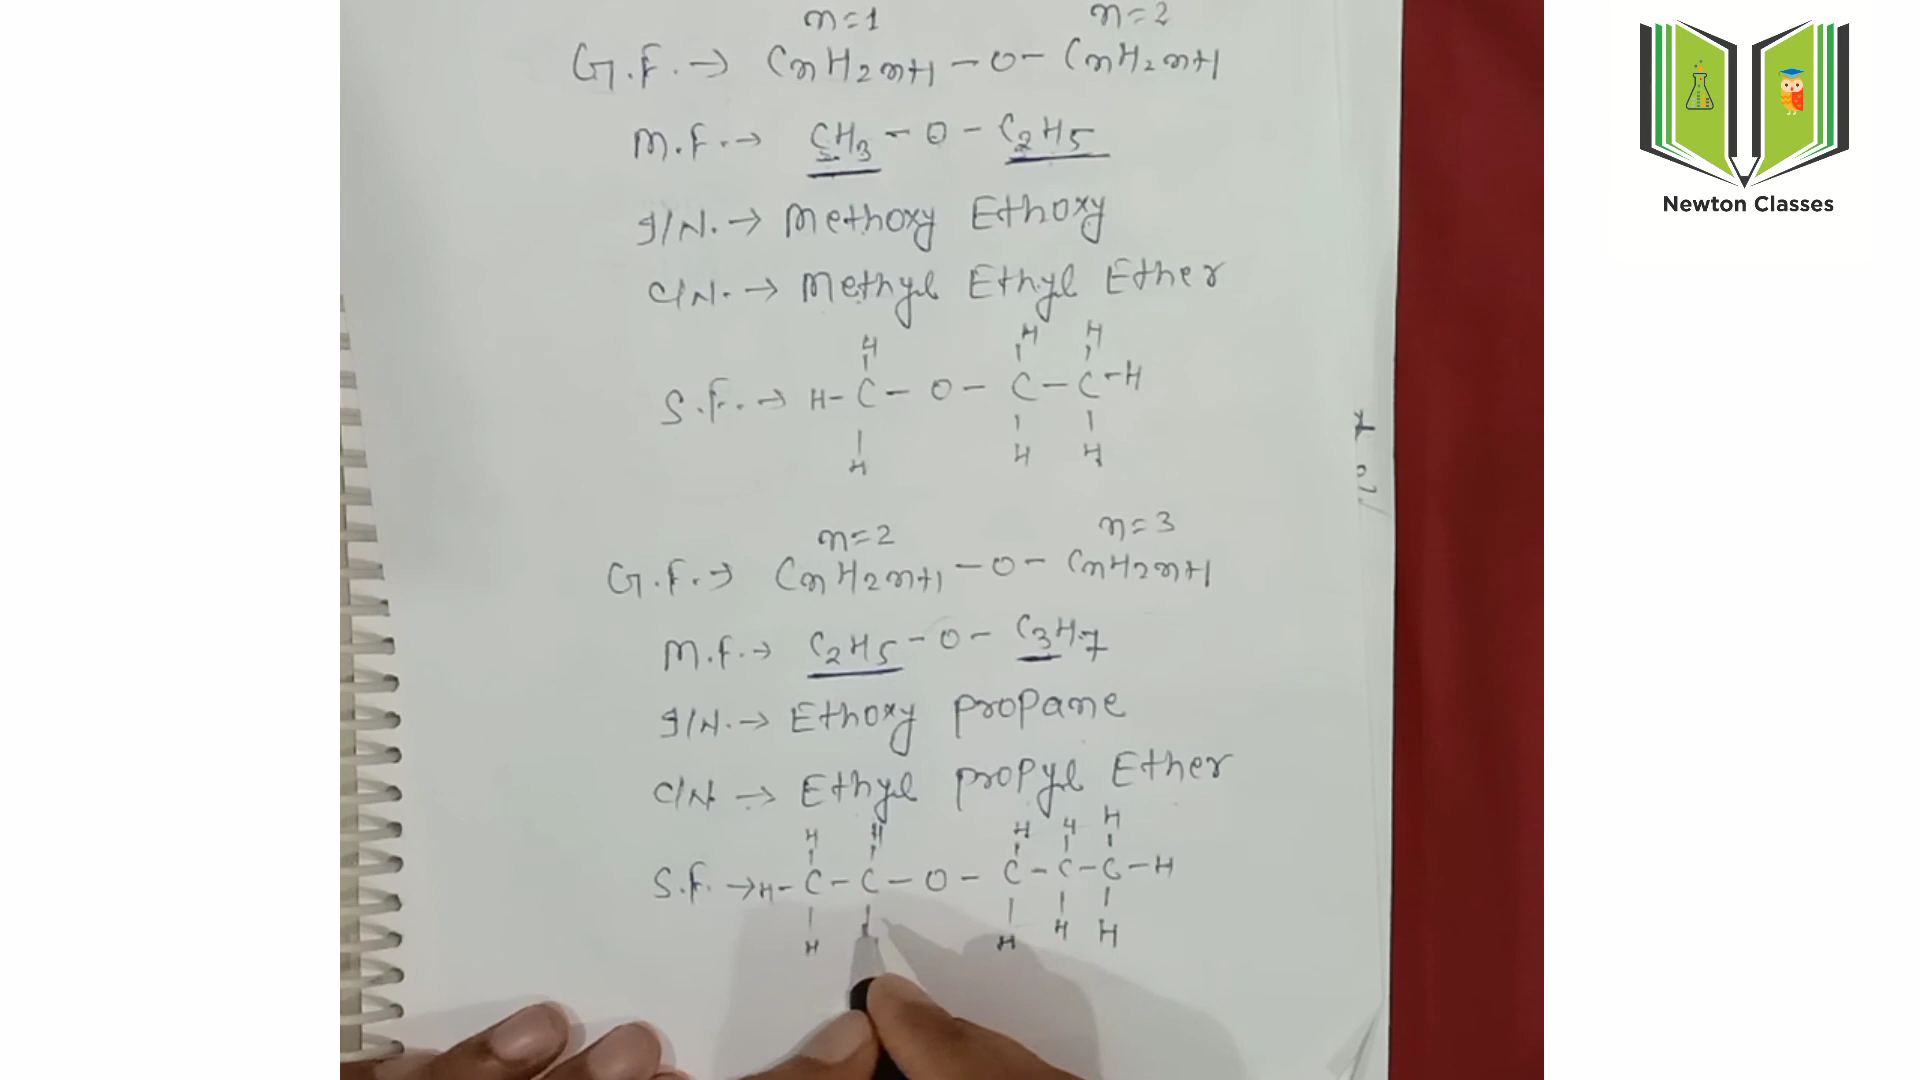 n=1 n=2
G.F. → CnH2n+1 - O - CnH2n+1
M.F. → CH3 - O - C2H5
I/N. → Methoxy Ethoxy
C/N. → Methyl Ethyl Ether
H H H
S.F. → H-C - O - C - C-H
H H H
n=2 n=3
G.F. → CnH2n+1 - O - CnH2n+1
M.F. → C2H5 - O - C3H7
I/N. → Ethoxy propane
C/N → Ethyl propyl Ether
H H H H H
S.F. → H-C-C-O-C-C-C-H
H H H H
Newton Classes